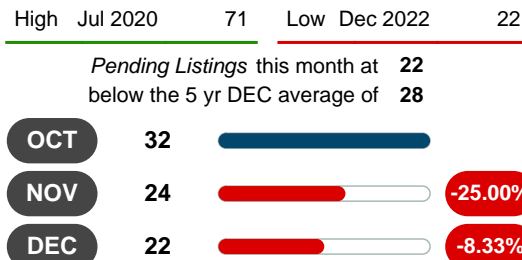 High Jul 2020 71 Low Dec 2022 22
Pending Listings this month at 22
below the 5 yr DEC average of 28
OCT 32
NOV 24 -25.00%
DEC 22 -8.33%